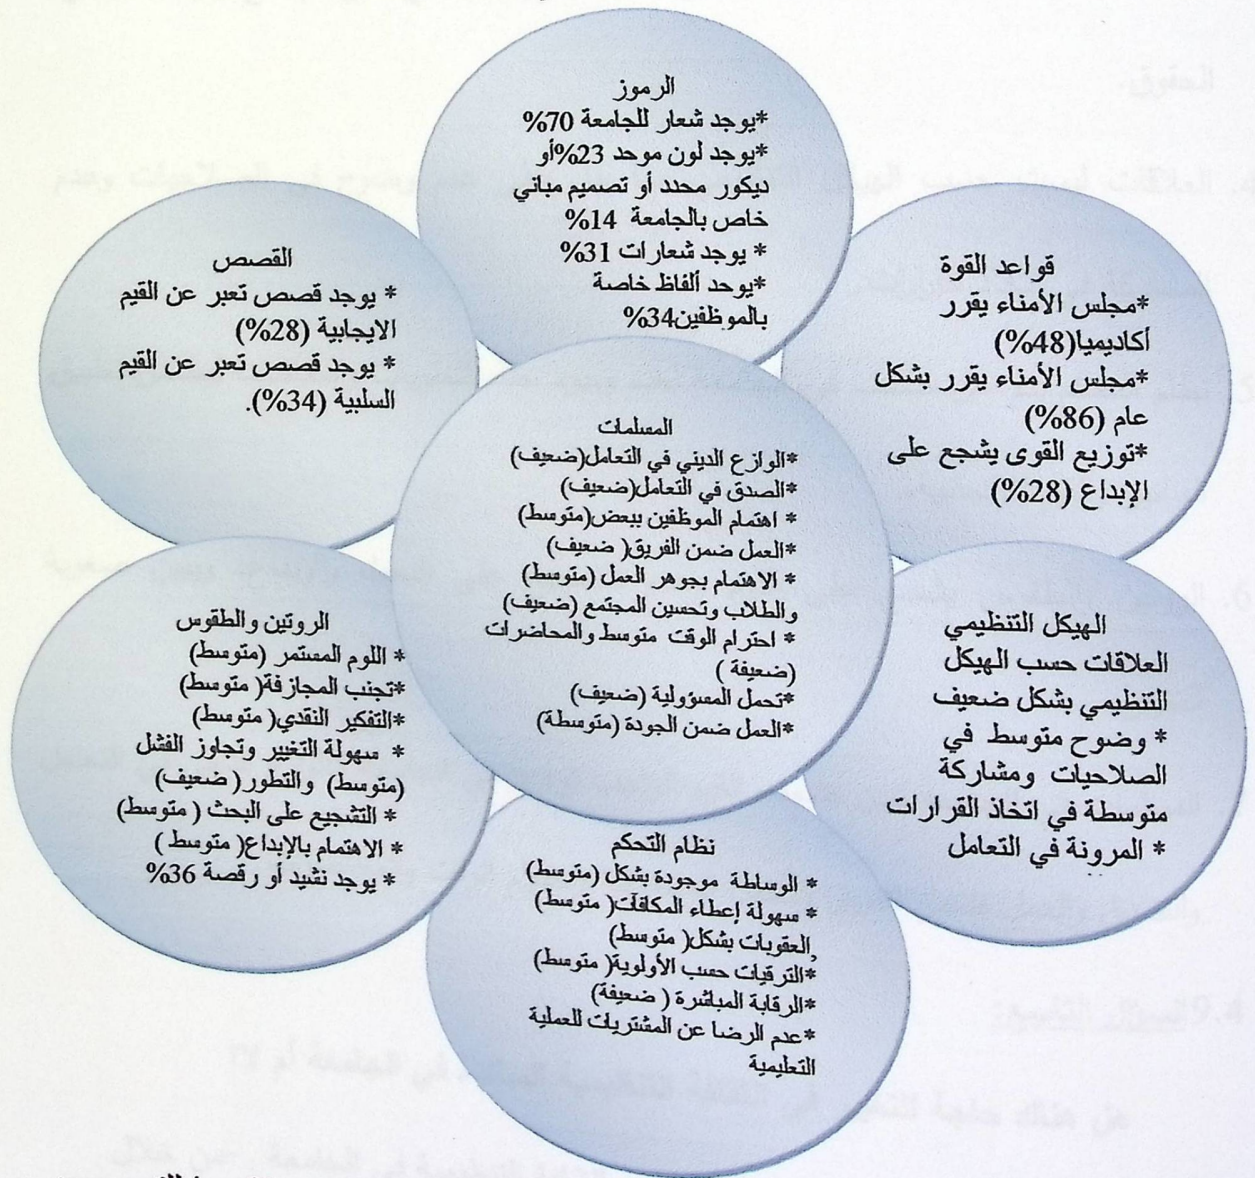 الرموز
*يوجد شعار للجامعة 70%
*يوجد لون موحد 23%أو
ديكور محدد أو تصميم مباني
خاص بالجامعة 14%
* يوجد شعارات 31%
*يوحد ألفاظ خاصة
بالموظفين34%
قواعد القوة
*مجلس الأمناء يقرر
أكاديميا(48%)
*مجلس الأمناء يقرر بشكل
عام (86%)
*توزيع القوى يشجع على
الإبداع (28%)
القصص
* يوجد قصص تعبر عن القيم
الايجابية (28%)
* يوجد قصص تعبر عن القيم
السلبية (34%).
المسلمات
*الوازع الديني في التعامل(ضعيف)
*الصدق في التعامل(ضعيف)
* اهتمام الموظفين ببعض(متوسط)
*العمل ضمن الفريق( ضعيف)
* الاهتمام بجوهر العمل (متوسط)
والطلاب وتحسين المجتمع (ضعيف)
* احترام الوقت متوسط والمحاضرات
(ضعيفة )
*تحمل المسؤولية (ضعيف)
*العمل ضمن الجودة (متوسطة)
الهيكل التنظيمي
العلاقات حسب الهيكل
التنظيمي بشكل ضعيف
* وضوح متوسط في
الصلاحيات ومشاركة
متوسطة في اتخاذ القرارات
* المرونة في التعامل
الروتين والطقوس
* اللوم المستمر (متوسط)
*تجنب المجازفة( متوسط)
*التفكير النقدي( متوسط)
* سهولة التغيير وتجاوز الفشل
(متوسط) والتطور( ضعيف)
* التشجيع على البحث ( متوسط)
* الاهتمام بالإبداع( متوسط )
* يوجد نشيد أو رقصة 36%
نظام التحكم
* الوساطة موجودة بشكل (متوسط)
* سهولة إعطاء المكافآت( متوسط)
,العقوبات بشكل( متوسط)
*الترقيات حسب الأولوية( متوسط)
*الرقابة المباشرة ( ضعيفة)
*عدم الرضا عن المشتريات للعملية
التعليمية